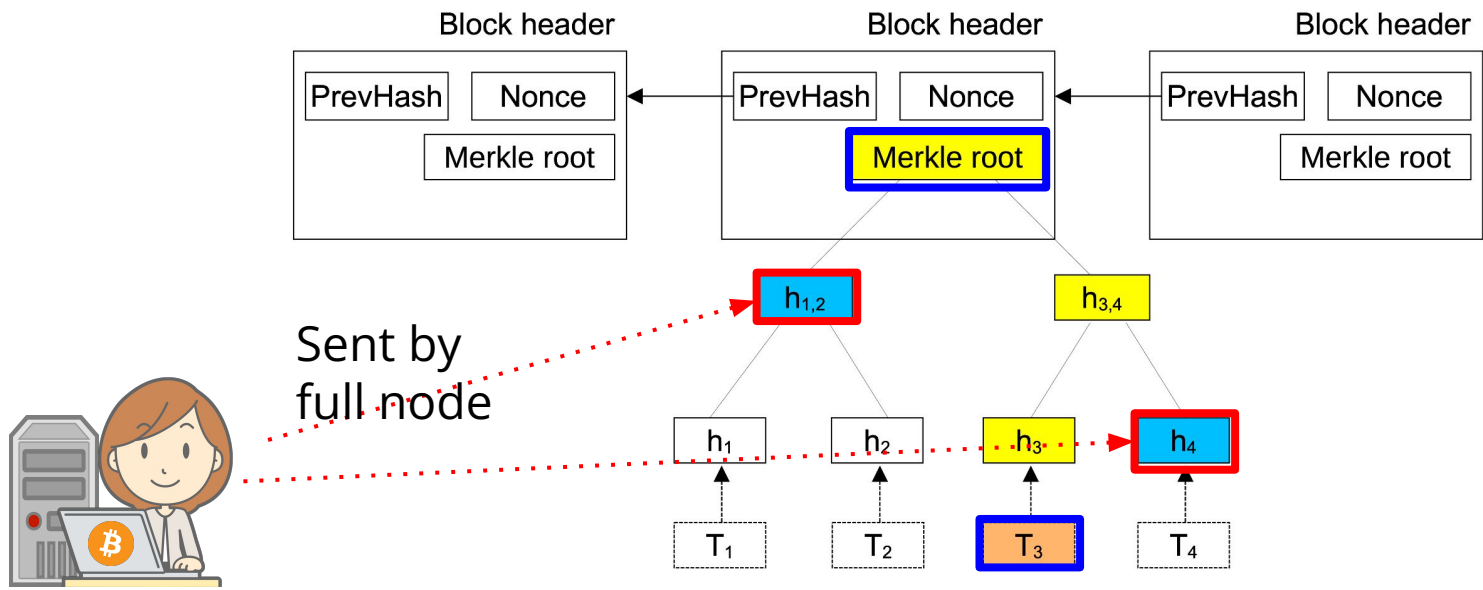 Block header
Block header
Block header
PrevHash
Nonce
PrevHash
Nonce
PrevHash
Nonce
Merkle root
Merkle root
Merkle root
h1,2
h3,4
Sent by
full node
h1
h2
h3
h4
T1
T2
T3
T4
₿